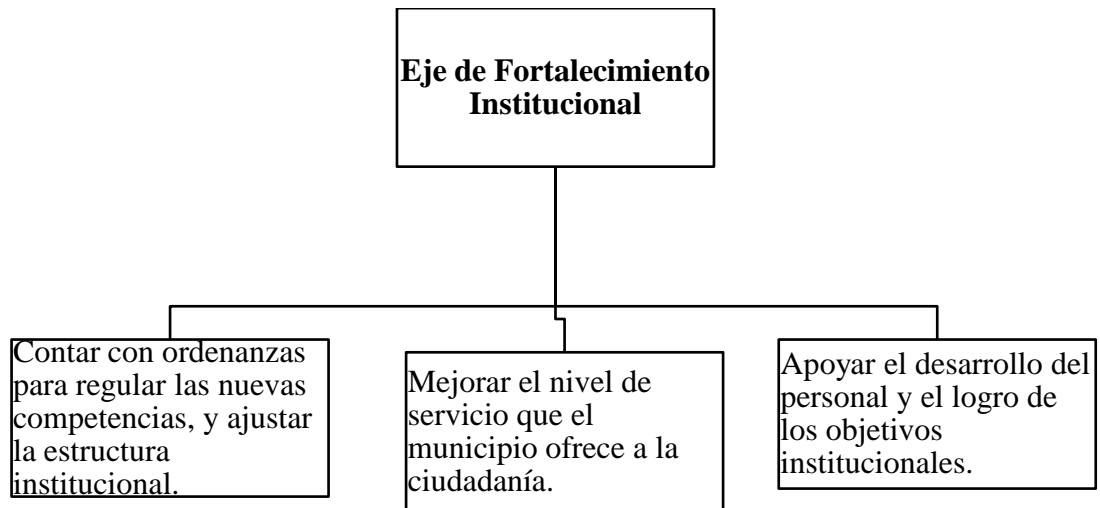 Eje de Fortalecimiento
Institucional
Contar con ordenanzas
para regular las nuevas
competencias, y ajustar
la estructura
institucional.
Mejorar el nivel de
servicio que el
municipio ofrece a la
ciudadanía.
Apoyar el desarrollo del
personal y el logro de
los objetivos
institucionales.